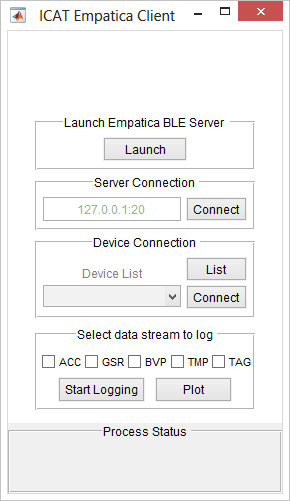 ICAT Empatica Client
Launch Empatica BLE Server
Launch
Server Connection
127.0.0.1:20 Connect
Device Connection
Device List List
Connect
Select data stream to log
ACC GSR BVP TMP TAG
Start Logging Plot
Process Status